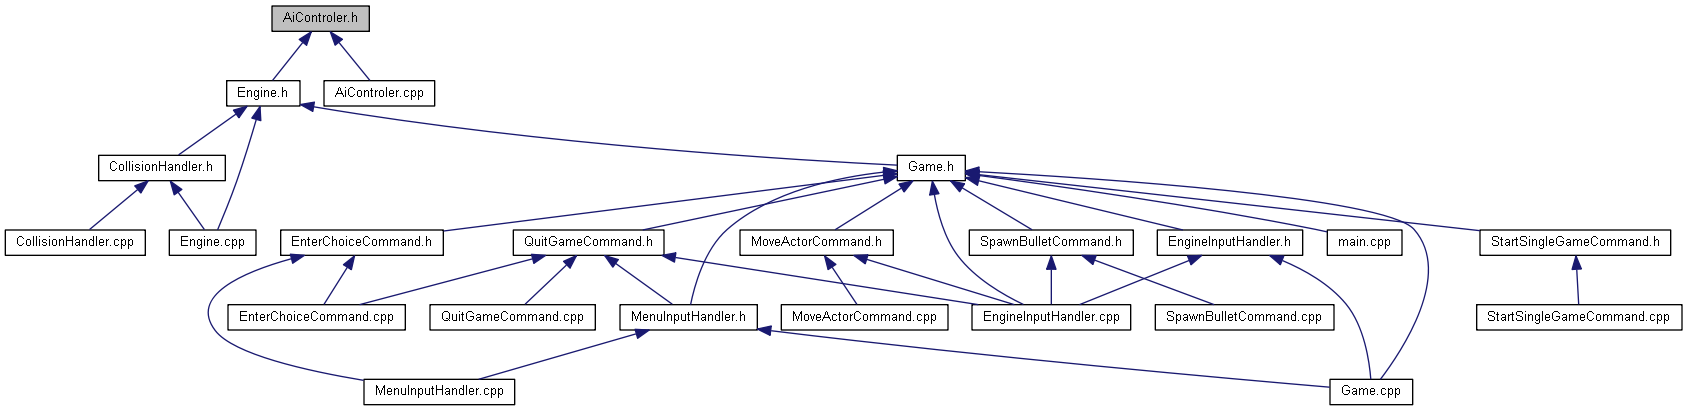 AiControler.h
Engine.h
AiControler.cpp
CollisionHandler.h
Game.h
CollisionHandler.cpp
Engine.cpp
EnterChoiceCommand.h
QuitGameCommand.h
MoveActorCommand.h
SpawnBulletCommand.h
EngineInputHandler.h
main.cpp
StartSingleGameCommand.h
EnterChoiceCommand.cpp
QuitGameCommand.cpp
MenuInputHandler.h
MoveActorCommand.cpp
EngineInputHandler.cpp
SpawnBulletCommand.cpp
StartSingleGameCommand.cpp
MenuInputHandler.cpp
Game.cpp